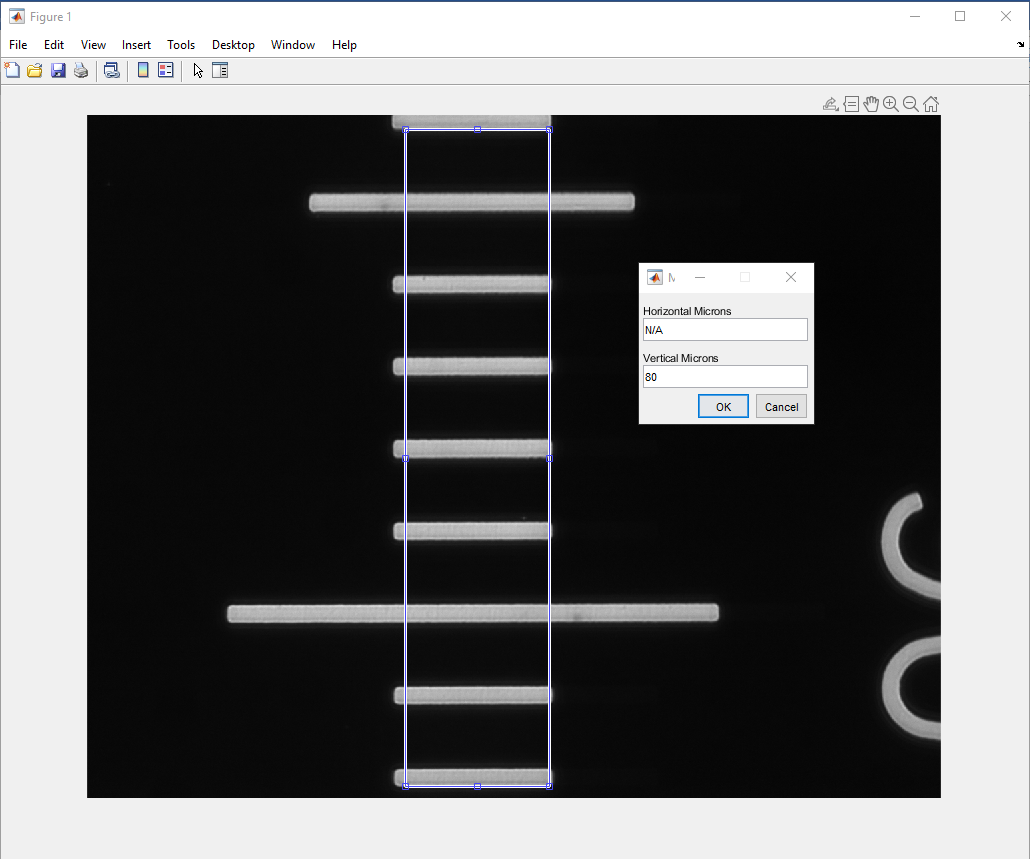 Figure 1
File Edit View Insert Tools Desktop Window Help
M
Horizontal Microns
N/A
Vertical Microns
80
OK Cancel